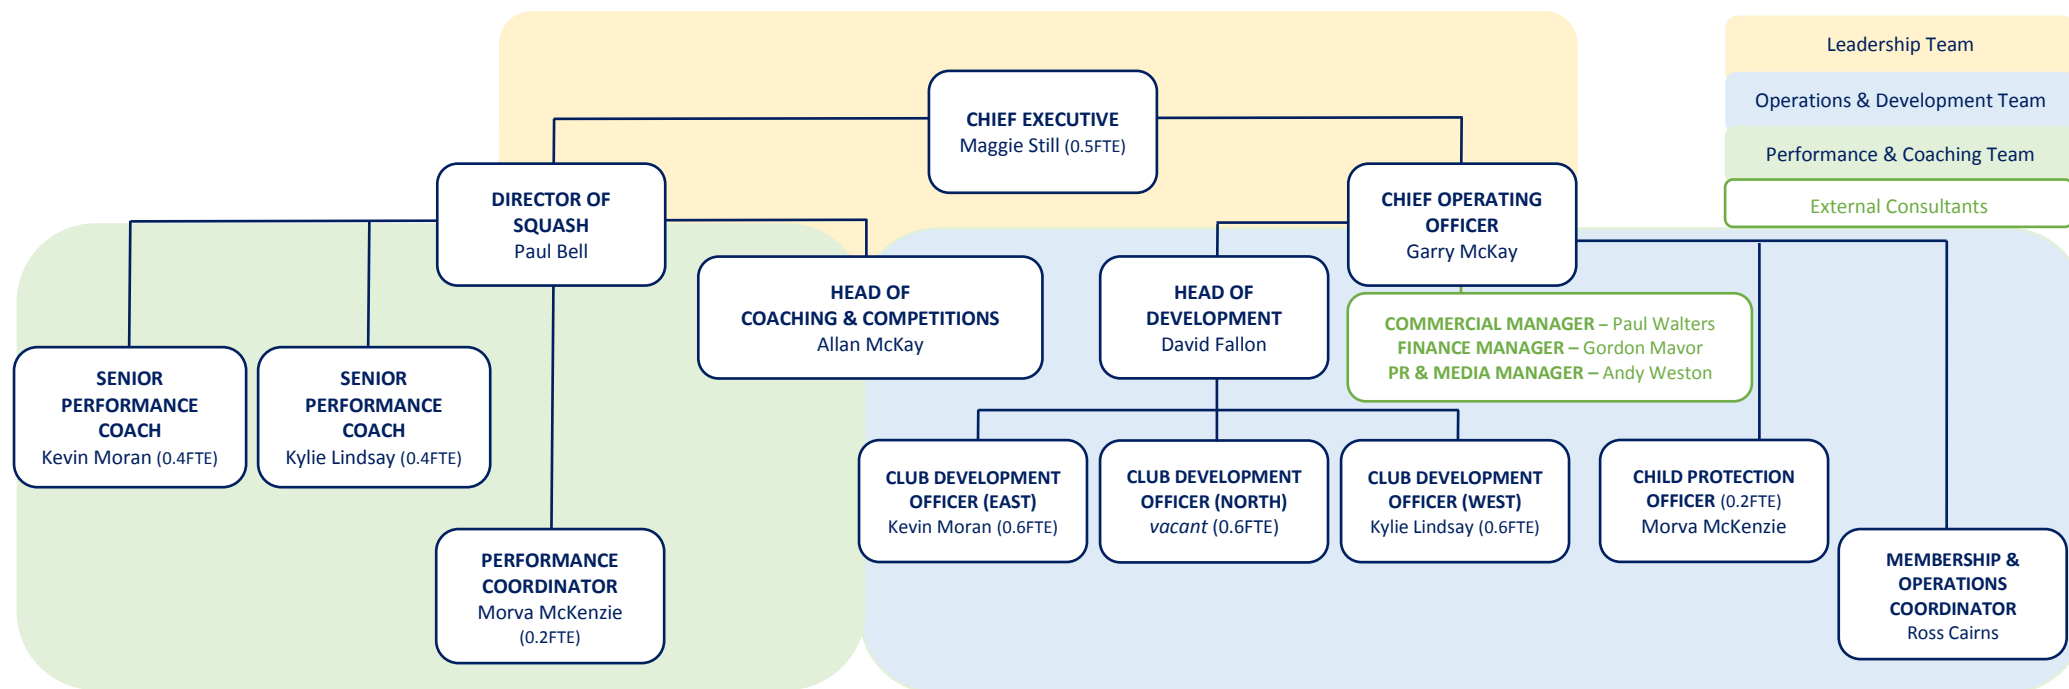 Leadership Team
Operations & Development Team
Performance & Coaching Team
External Consultants
CHIEF EXECUTIVE
Maggie Still (0.5FTE)
DIRECTOR OF
SQUASH
Paul Bell
CHIEF OPERATING
OFFICER
Garry McKay
HEAD OF
COACHING & COMPETITIONS
Allan McKay
HEAD OF
DEVELOPMENT
David Fallon
COMMERCIAL MANAGER – Paul Walters
FINANCE MANAGER – Gordon Mavor
PR & MEDIA MANAGER – Andy Weston
SENIOR
PERFORMANCE
COACH
Kevin Moran (0.4FTE)
SENIOR
PERFORMANCE
COACH
Kylie Lindsay (0.4FTE)
CLUB DEVELOPMENT
OFFICER (EAST)
Kevin Moran (0.6FTE)
CLUB DEVELOPMENT
OFFICER (NORTH)
vacant (0.6FTE)
CLUB DEVELOPMENT
OFFICER (WEST)
Kylie Lindsay (0.6FTE)
CHILD PROTECTION
OFFICER (0.2FTE)
Morva McKenzie
PERFORMANCE
COORDINATOR
Morva McKenzie
(0.2FTE)
MEMBERSHIP &
OPERATIONS
COORDINATOR
Ross Cairns